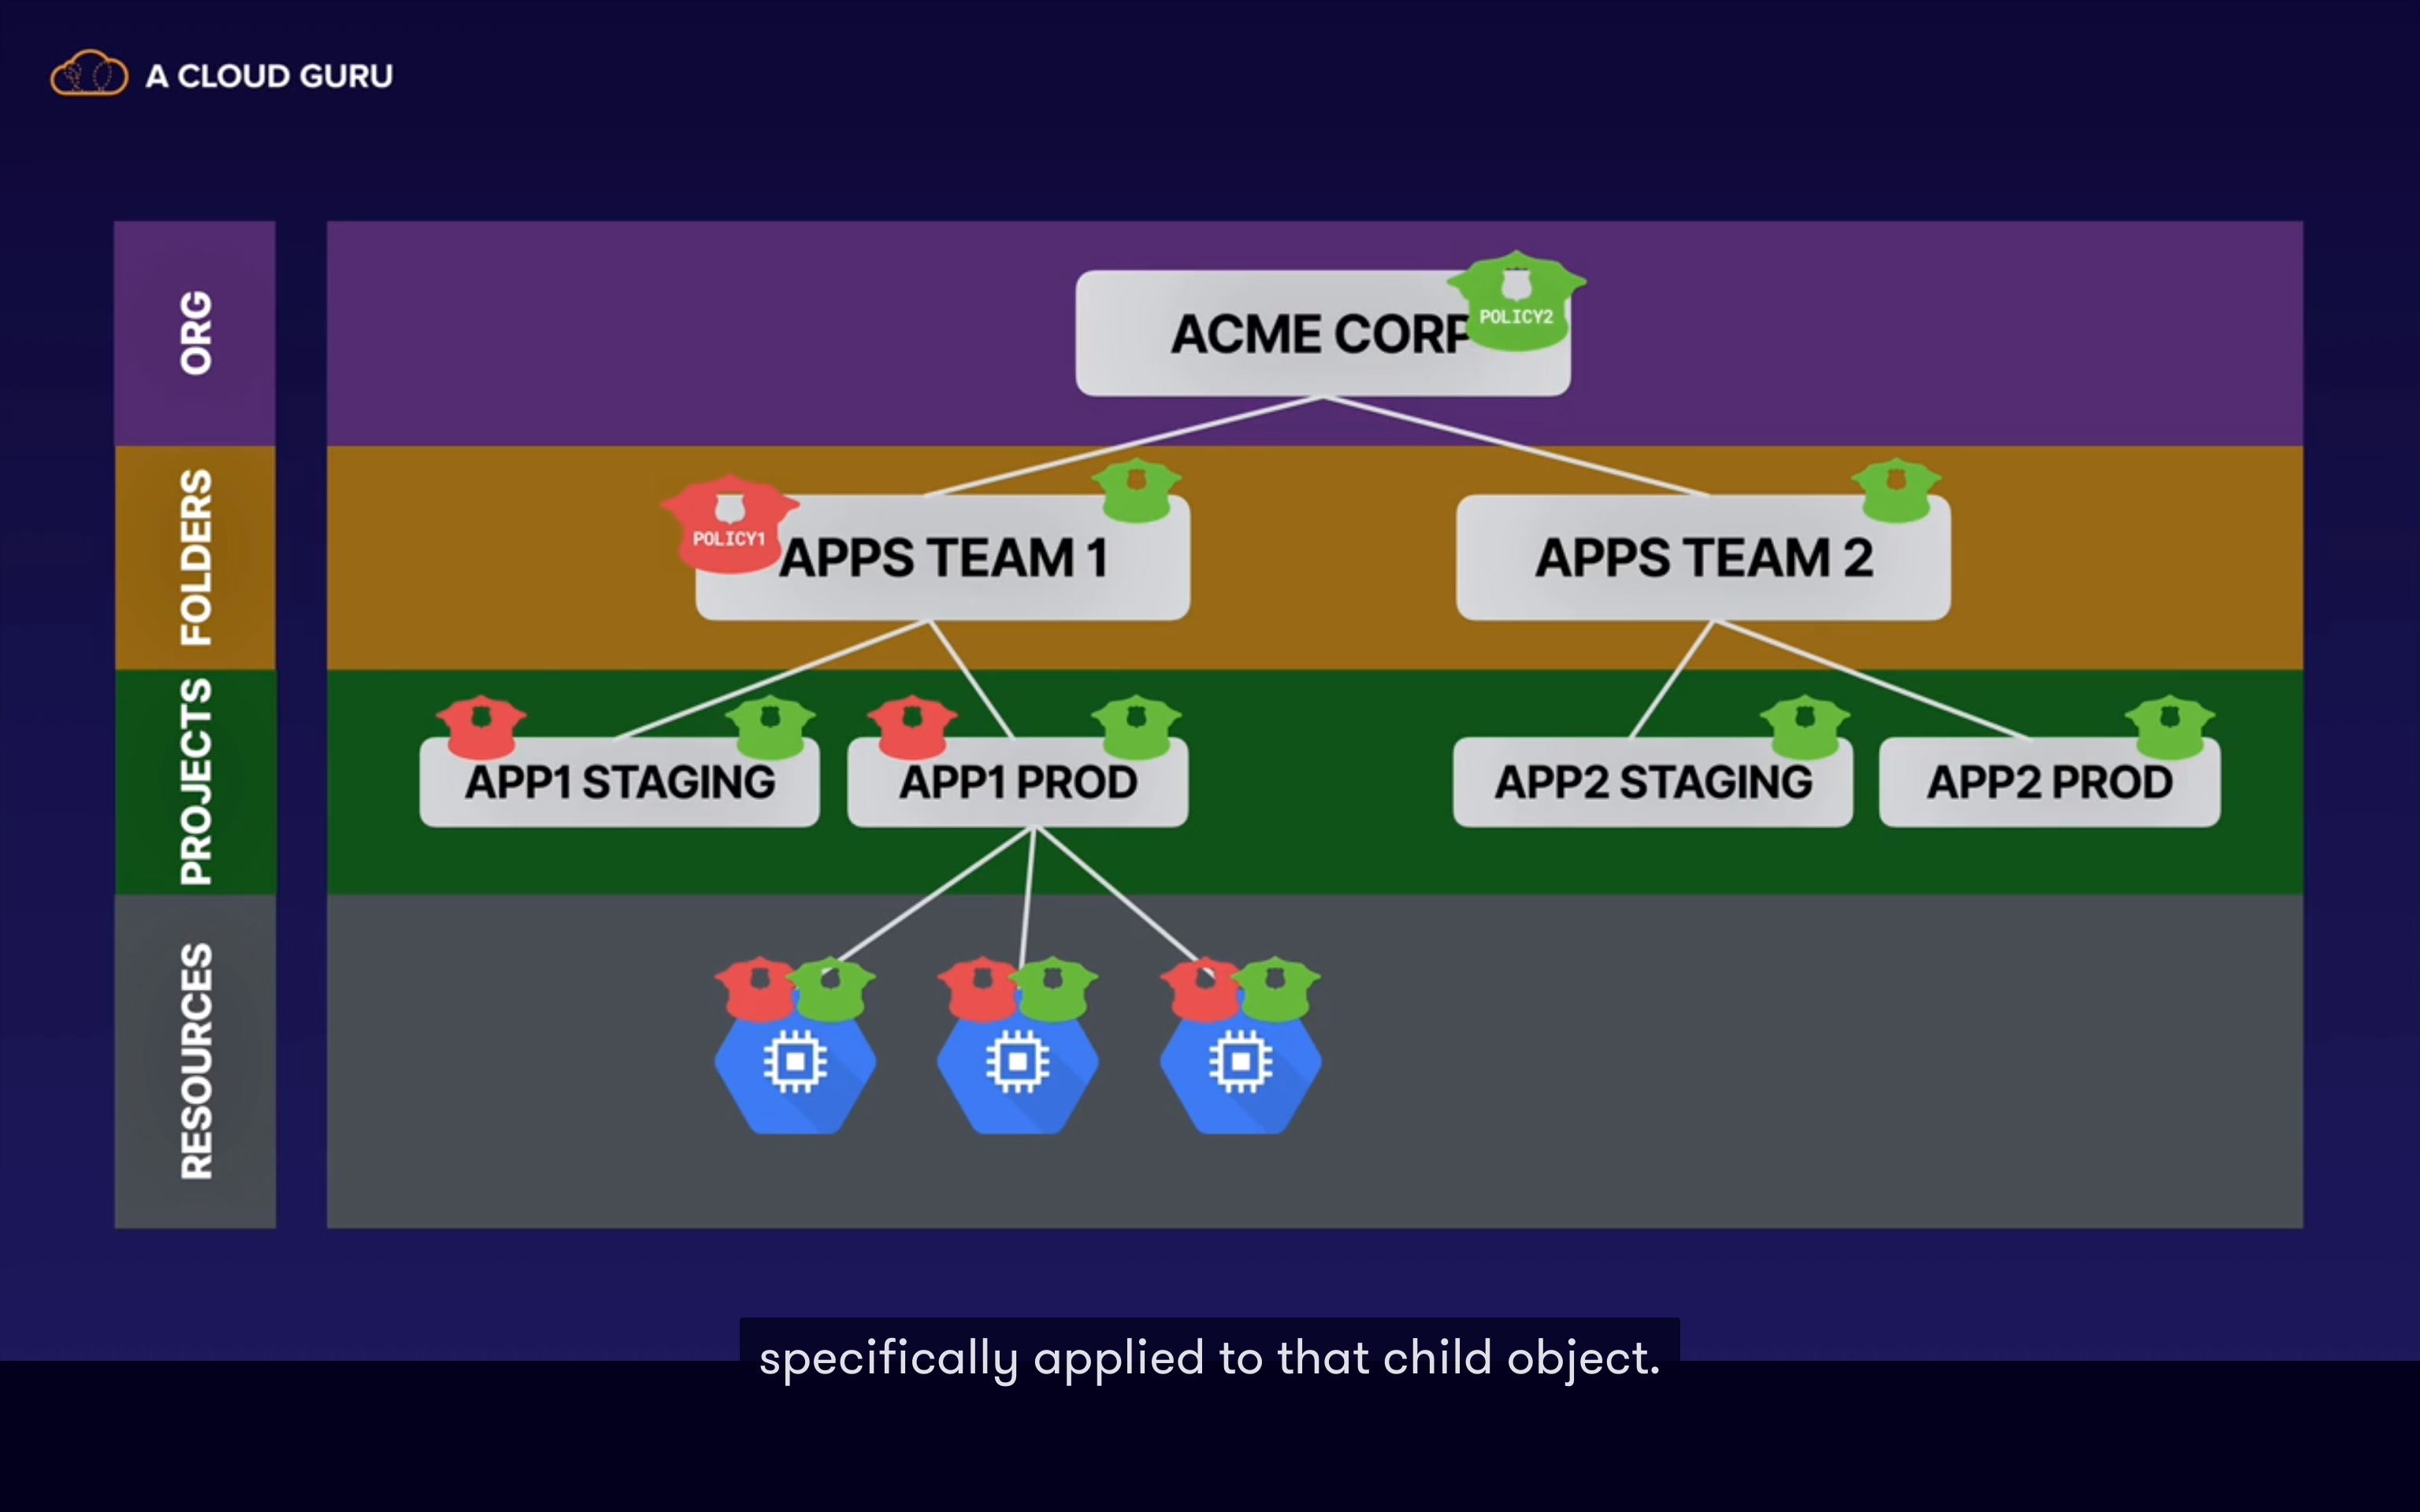 A CLOUD GURU
ORG
ACME CORP
POLICY2
FOLDERS
POLICY1
APPS TEAM 1
APPS TEAM 2
PROJECTS
APP1 STAGING
APP1 PROD
APP2 STAGING
APP2 PROD
RESOURCES
specifically applied to that child object.